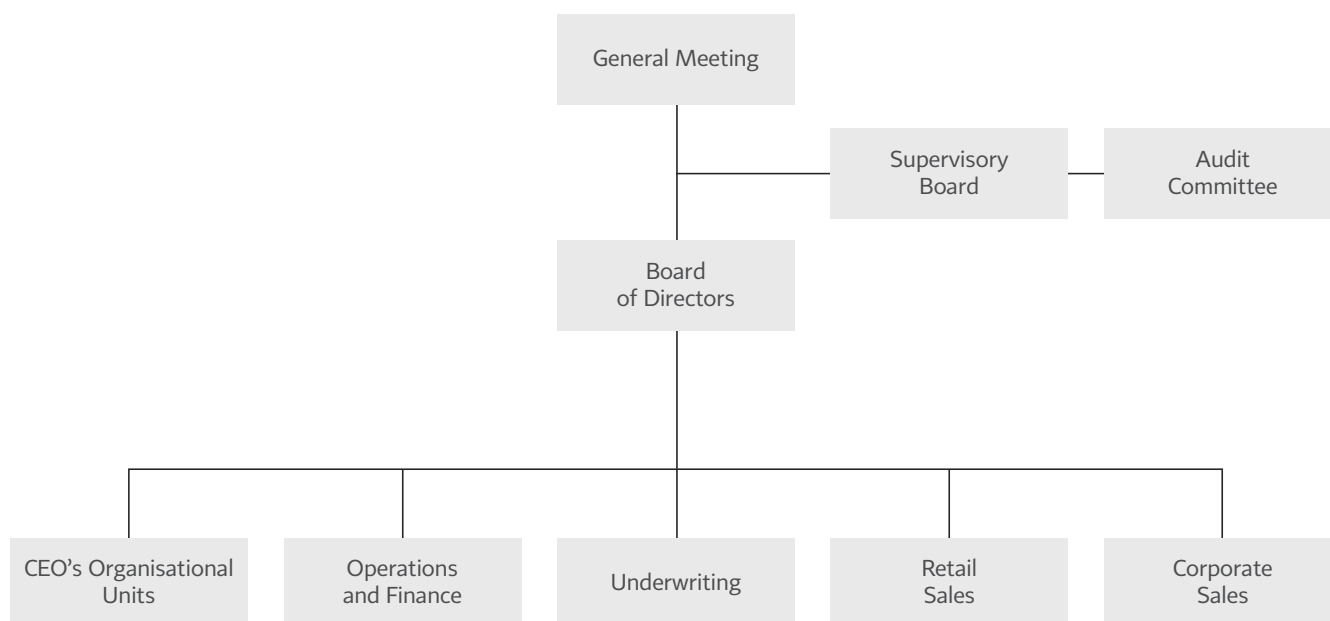 General Meeting
Supervisory
Board
Audit
Committee
Board
of Directors
CEO’s Organisational
Units
Operations
and Finance
Underwriting
Retail
Sales
Corporate
Sales